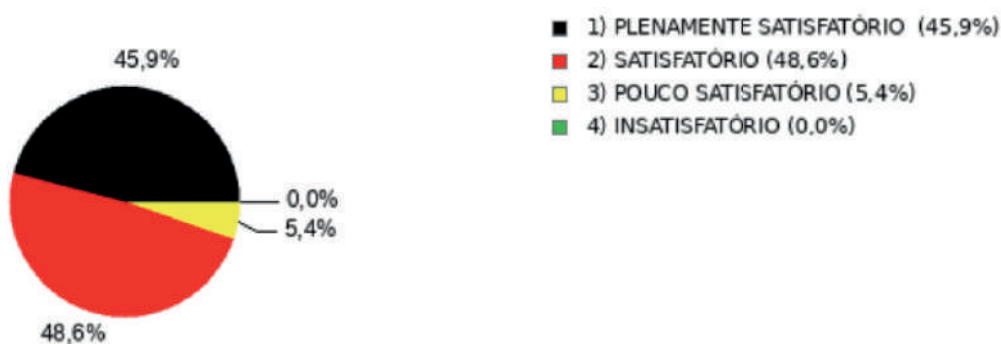 45,9%
0,0%
5,4%
48,6%
1) PLENAMENTE SATISFATÓRIO (45,9%)
2) SATISFATÓRIO (48,6%)
3) POUCO SATISFATÓRIO (5,4%)
4) INSATISFATÓRIO (0,0%)